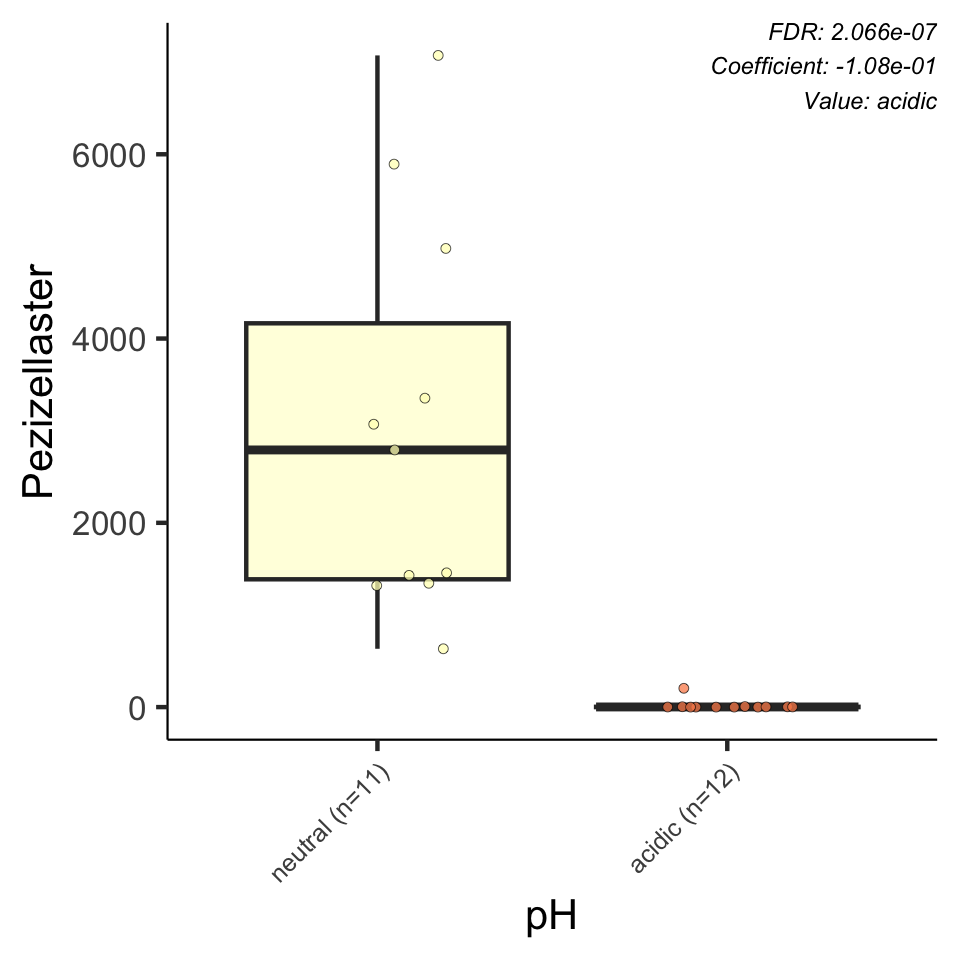 FDR: 2.066e-07
Coefficient: -1.08e-01
Value: acidic
6000
4000
2000
0
Pezizellaster
neutral (n=11)
acidic (n=12)
pH